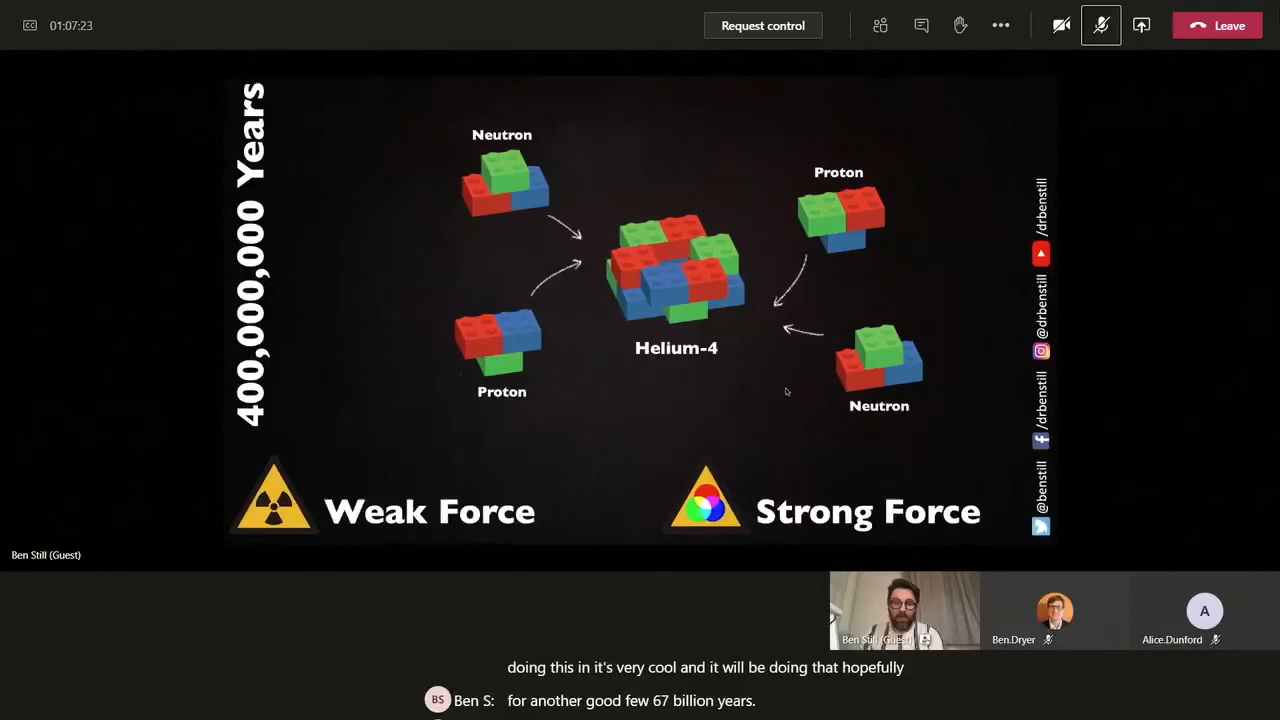 CC
01:07:23
Request control
Leave
400,000,000 Years
Neutron
Proton
Helium-4
Proton
Neutron
Weak Force
Strong Force
/drbenstill
@drbenstill
/drbenstill
@benstill
Ben Still (Guest)
Ben Still (Guest)
Ben.Dryer
A
Alice.Dunford
doing this in it's very cool and it will be doing that hopefully
BS Ben S: for another good few 67 billion years.